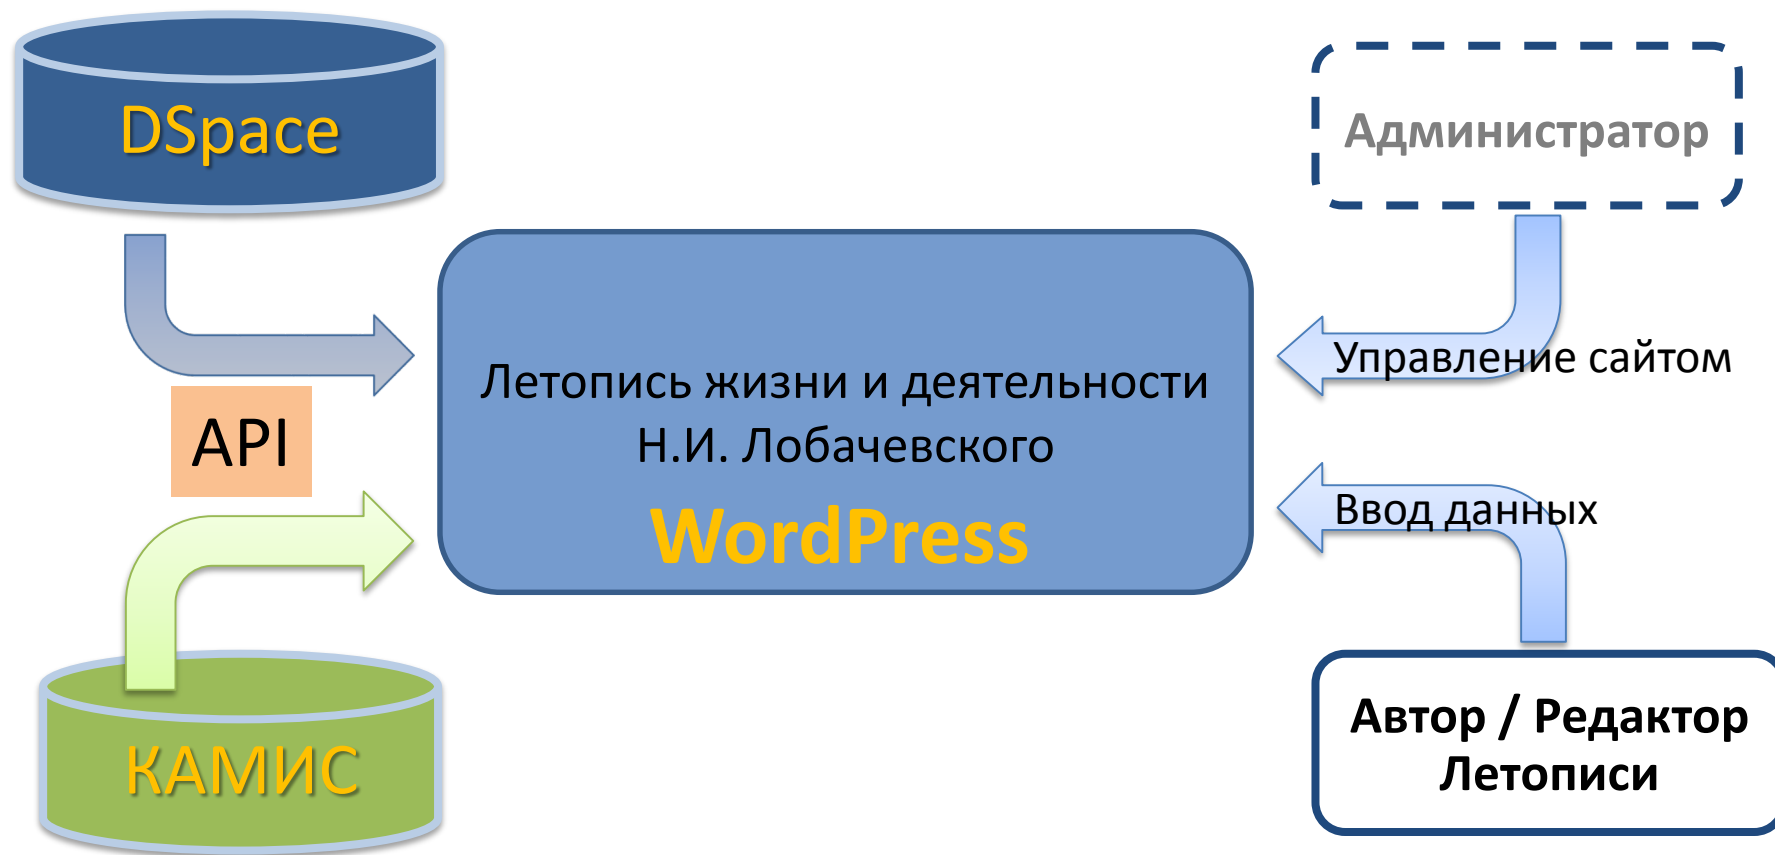 DSpace
Администратор
Управление сайтом
Летопись жизни и деятельности
Н.И. Лобачевского
WordPress
API
Ввод данных
КАМИС
Автор / Редактор
Летописи